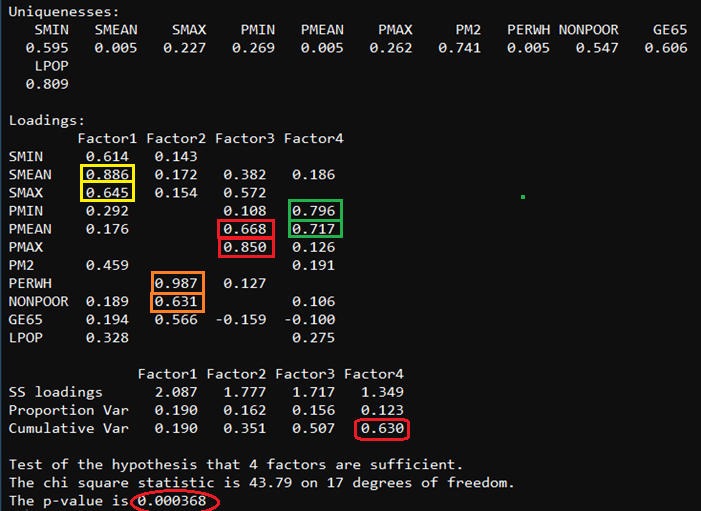 Uniquenesses:
SMIN SMEAN SMAX PMIN PMEAN PMAX PM2 PERWH NONPOOR GE65
0.595 0.005 0.227 0.269 0.005 0.262 0.741 0.005 0.547 0.606
LPOP
0.809
Loadings:
Factor1 Factor2 Factor3 Factor4
SMIN 0.614 0.143
SMEAN 0.886 0.172 0.382 0.186
SMAX 0.645 0.154 0.572
PMIN 0.292 0.108 0.796
PMEAN 0.176 0.668 0.717
PMAX 0.850 0.126
PM2 0.459 0.191
PERWH 0.987 0.127
NONPOOR 0.189 0.631 0.106
GE65 0.194 0.566 -0.159 -0.100
LPOP 0.328 0.275
Factor1 Factor2 Factor3 Factor4
SS loadings 2.087 1.777 1.717 1.349
Proportion Var 0.190 0.162 0.156 0.123
Cumulative Var 0.190 0.351 0.507 0.630
Test of the hypothesis that 4 factors are sufficient.
The chi square statistic is 43.79 on 17 degrees of freedom.
The p-value is 0.000368